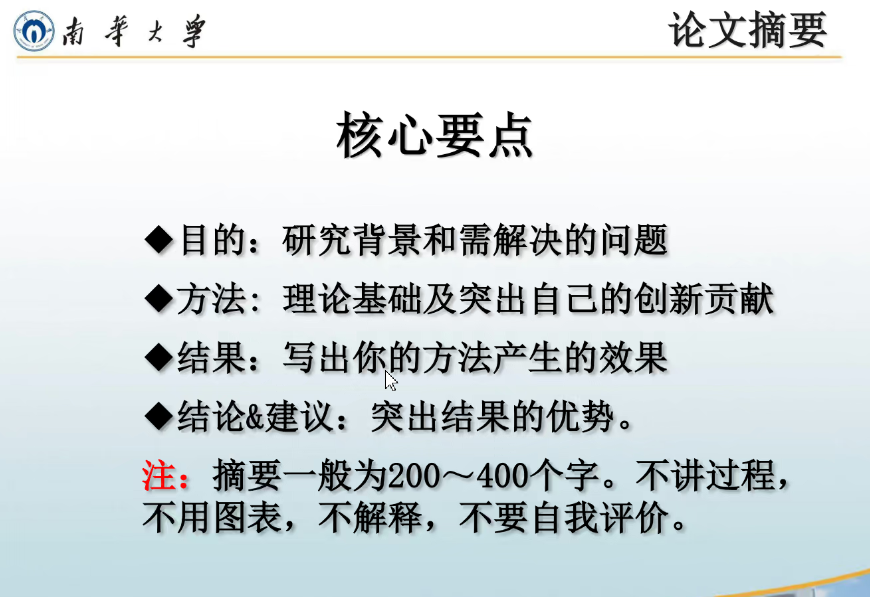 南华大学
论文摘要
核心要点
◆目的：研究背景和需解决的问题
◆方法：理论基础及突出自己的创新贡献
◆结果：写出你的方法产生的效果
◆结论&建议：突出结果的优势。
注：摘要一般为200～400个字。不讲过程，
不用图表，不解释，不要自我评价。